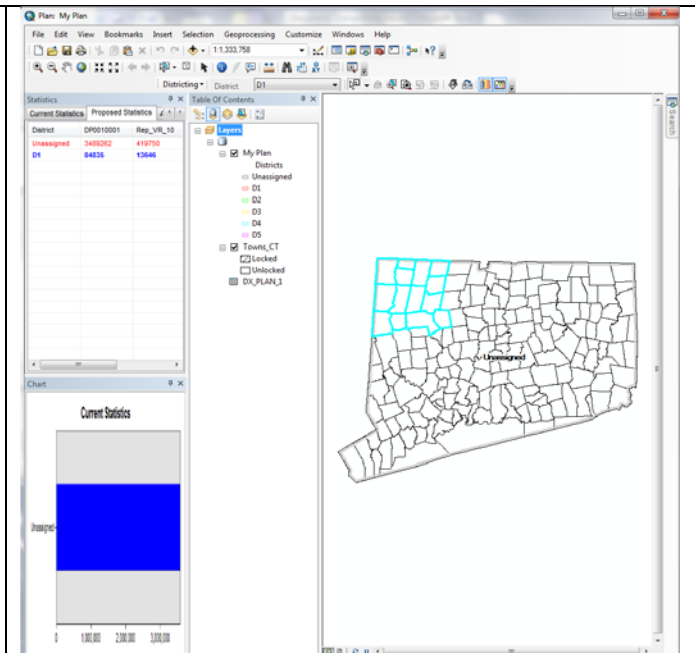 Plan: My Plan
File Edit View Bookmarks Insert Selection Geoprocessing Customize Windows Help
1:1,333,758
Districting District D1
Statistics
Current Statistics Proposed Statistics
District DP0010001 Rep_VR_10
Unassigned 3489262 419750
D1 84835 13646
Table Of Contents
Layers
My Plan
Districts
Unassigned
D1
D2
D3
D4
D5
Towns_CT
Locked
Unlocked
DX_PLAN_1
Search
Unassigned
Chart
Current Statistics
Unassigned
0 1,000,000 2,000,000 3,000,000